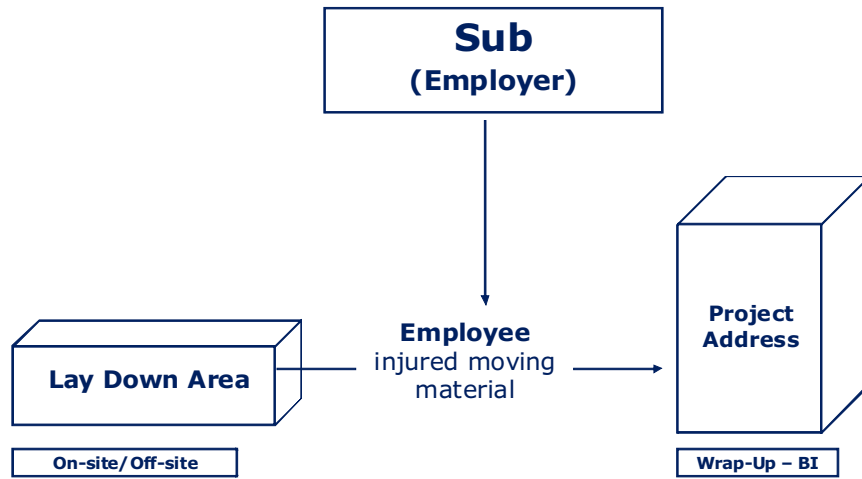 Sub
(Employer)
Employee
injured moving
material
Lay Down Area
Project
Address
On-site/Off-site
Wrap-Up – BI